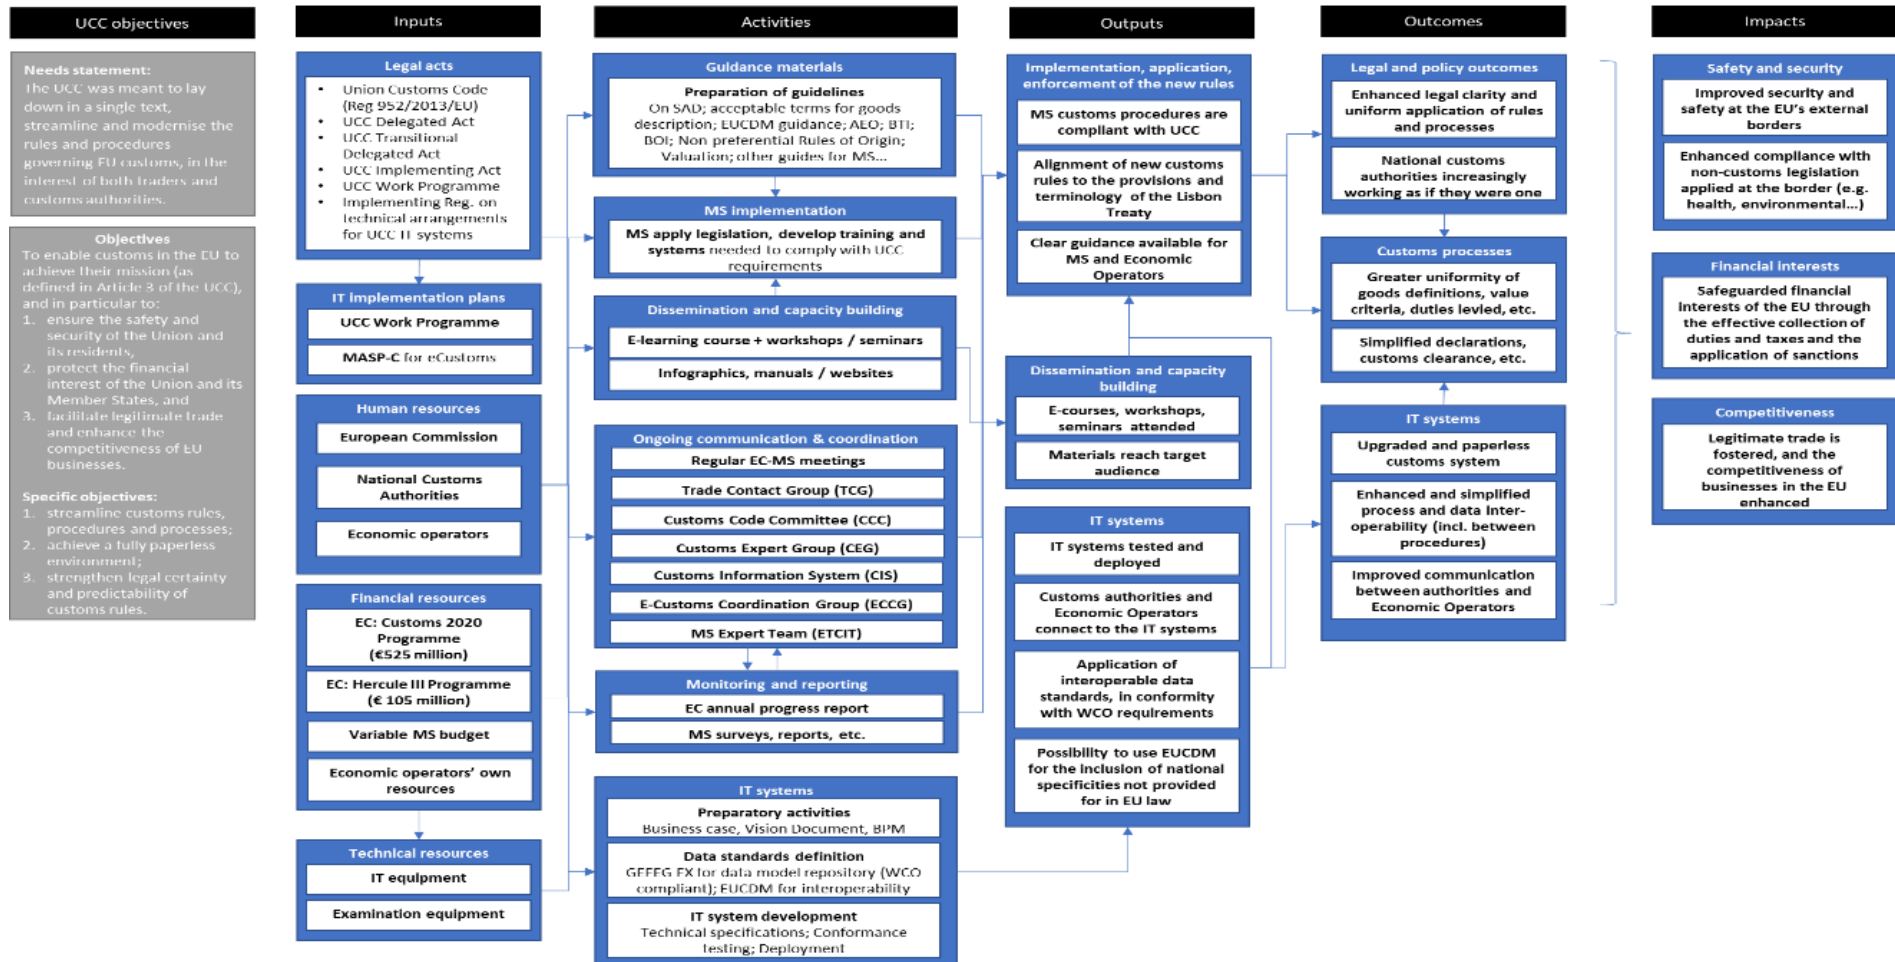 UCC objectives
Needs statement:
The UCC was meant to lay
down in a single text,
streamline and modernise the
rules and procedures
governing EU customs, in the
interest of both traders and
customs authorities.
Objectives
To enable customs in the EU to
achieve their mission (as
defined in Article 3 of the UCC),
and in particular to:
1. ensure the safety and
security of the Union and
its residents,
2. protect the financial
interest of the Union and its
Member States, and
3. facilitate legitimate trade
and enhance the
competitiveness of EU
businesses.
Specific objectives:
1. streamline customs rules,
procedures and processes;
2. achieve a fully paperless
environment;
3. strengthen legal certainty
and predictability of
customs rules.
Inputs
Legal acts
• Union Customs Code
(Reg 952/2013/EU)
• UCC Delegated Act
• UCC Transitional
Delegated Act
• UCC Implementing Act
• UCC Work Programme
• Implementing Reg. on
technical arrangements
for UCC IT systems
IT implementation plans
UCC Work Programme
MASP-C for eCustoms
Human resources
European Commission
National Customs
Authorities
Economic operators
Financial resources
EC: Customs 2020
Programme
(€525 million)
EC: Hercule III Programme
(€ 105 million)
Variable MS budget
Economic operators' own
resources
Technical resources
IT equipment
Examination equipment
Activities
Guidance materials
Preparation of guidelines
On SAD; acceptable terms for goods
description; EUCDM guidance; AEO; BTI;
BOI; Non preferential Rules of Origin;
Valuation; other guides for MS...
MS implementation
MS apply legislation, develop training and
systems needed to comply with UCC
requirements
Dissemination and capacity building
E-learning course + workshops / seminars
Infographics, manuals / websites
Ongoing communication & coordination
Regular EC-MS meetings
Trade Contact Group (TCG)
Customs Code Committee (CCC)
Customs Expert Group (CEG)
Customs Information System (CIS)
E-Customs Coordination Group (ECCG)
MS Expert Team (ETCIT)
Monitoring and reporting
EC annual progress report
MS surveys, reports, etc.
IT systems
Preparatory activities
Business case, Vision Document, BPM
Data standards definition
GEFEG FX for data model repository (WCO
compliant); EUCDM for interoperability
IT system development
Technical specifications; Conformance
testing; Deployment
Outputs
Implementation, application,
enforcement of the new rules
MS customs procedures are
compliant with UCC
Alignment of new customs
rules to the provisions and
terminology of the Lisbon
Treaty
Clear guidance available for
MS and Economic
Operators
Dissemination and capacity
building
E-courses, workshops,
seminars attended
Materials reach target
audience
IT systems
IT systems tested and
deployed
Customs authorities and
Economic Operators
connect to the IT systems
Application of
interoperable data
standards, in conformity
with WCO requirements
Possibility to use EUCDM
for the inclusion of national
specificities not provided
for in EU law
Outcomes
Legal and policy outcomes
Enhanced legal clarity and
uniform application of rules
and processes
National customs
authorities increasingly
working as if they were one
Customs processes
Greater uniformity of
goods definitions, value
criteria, duties levied, etc.
Simplified declarations,
customs clearance, etc.
IT systems
Upgraded and paperless
customs system
Enhanced and simplified
process and data Inter-
operability (incl. between
procedures)
Improved communication
between authorities and
Economic Operators
Impacts
Safety and security
Improved security and
safety at the EU's external
borders
Enhanced compliance with
non-customs legislation
applied at the border (e.g.
health, environmental...)
Financial interests
Safeguarded financial
interests of the EU through
the effective collection of
duties and taxes and the
application of sanctions
Competitiveness
Legitimate trade is
fostered, and the
competitiveness of
businesses in the EU
enhanced